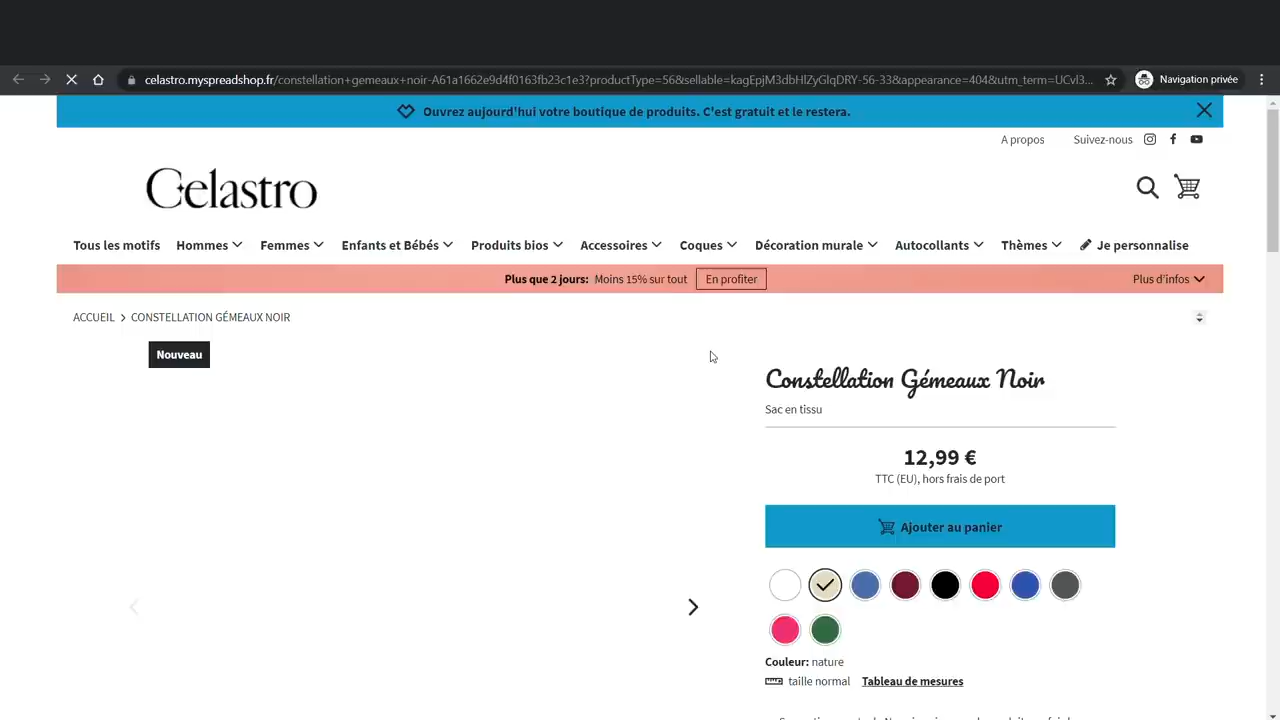 celastro.myspreadshop.fr/constellation+gemeaux+noir-A61a1662e9d4f0163fb23c1e3?productType=56&sellable=kagEpjM3dbHlZyGlqDRY-56-33&appearance=404&utm_term=UCvl3... Navigation privée
Ouvrez aujourd'hui votre boutique de produits. C'est gratuit et le restera.
A propos Suivez-nous
Celastro
Tous les motifs Hommes Femmes Enfants et Bébés Produits bios Accessoires Coques Décoration murale Autocollants Thèmes Je personnalise
Plus que 2 jours: Moins 15% sur tout En profiter Plus d'infos
ACCUEIL CONSTELLATION GÉMEAUX NOIR
Nouveau
Constellation Gémeaux Noir
Sac en tissu
12,99 €
TTC (EU), hors frais de port
Ajouter au panier
Couleur: nature
taille normal Tableau de mesures